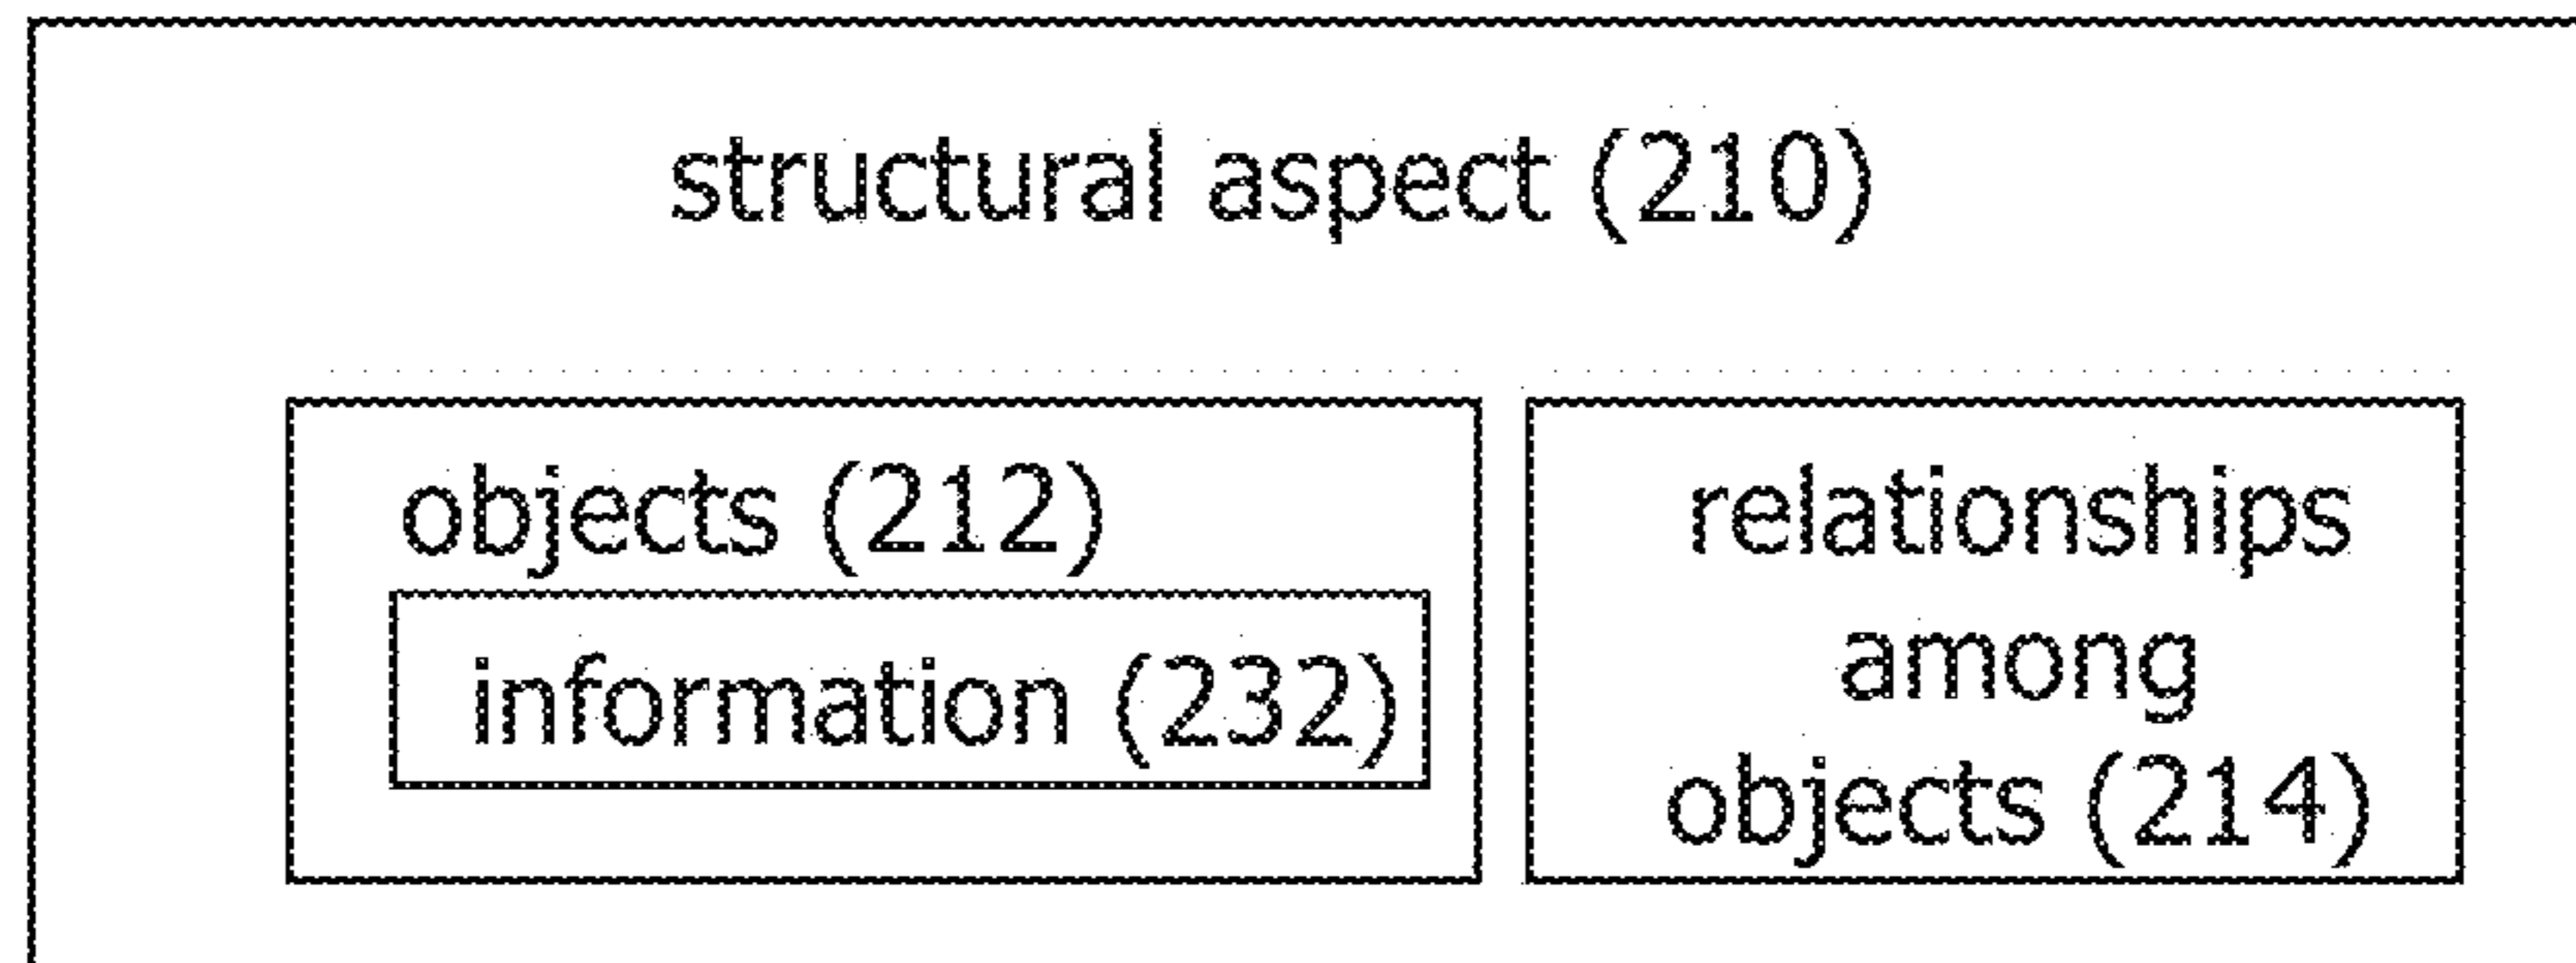 structural aspect (210)
objects (212)
information (232)
relationships
among
objects (214)